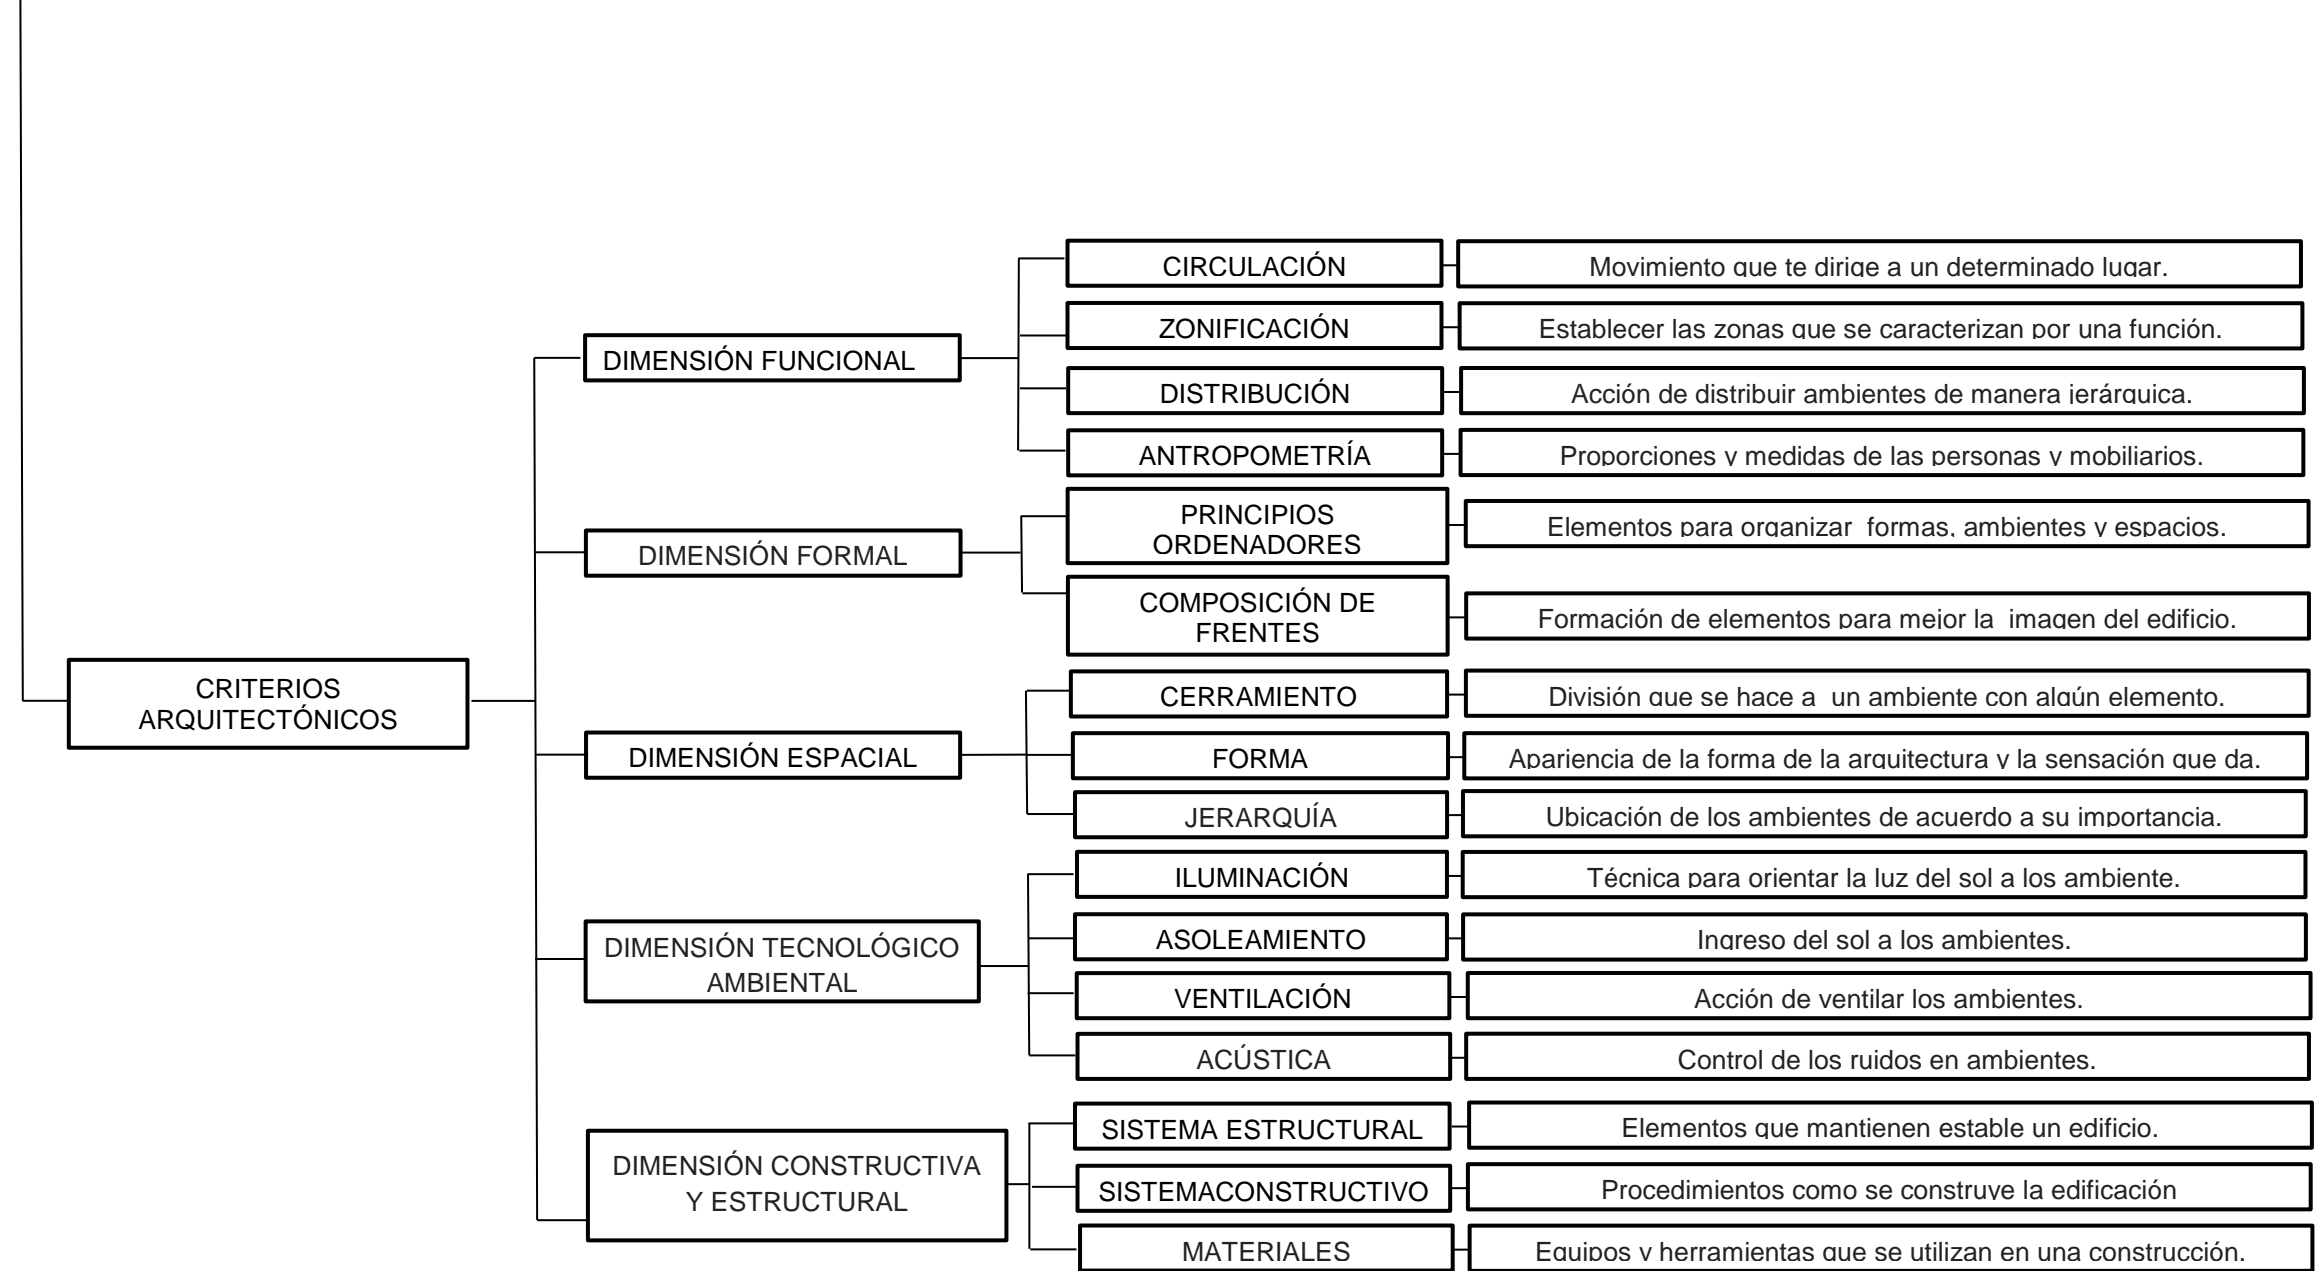 CIRCULACIÓN
Movimiento que te dirige a un determinado lugar.
ZONIFICACIÓN
Establecer las zonas que se caracterizan por una función.
DIMENSIÓN FUNCIONAL
DISTRIBUCIÓN
Acción de distribuir ambientes de manera jerárquica.
ANTROPOMETRÍA
Proporciones y medidas de las personas y mobiliarios.
PRINCIPIOS
ORDENADORES
Elementos para organizar  formas, ambientes y espacios.
DIMENSIÓN FORMAL
COMPOSICIÓN DE
FRENTES
Formación de elementos para mejor la  imagen del edificio.
CRITERIOS
ARQUITECTÓNICOS
CERRAMIENTO
División que se hace a  un ambiente con algún elemento.
DIMENSIÓN ESPACIAL
FORMA
Apariencia de la forma de la arquitectura y la sensación que da.
JERARQUÍA
Ubicación de los ambientes de acuerdo a su importancia.
ILUMINACIÓN
Técnica para orientar la luz del sol a los ambiente.
DIMENSIÓN TECNOLÓGICO
AMBIENTAL
ASOLEAMIENTO
Ingreso del sol a los ambientes.
VENTILACIÓN
Acción de ventilar los ambientes.
ACÚSTICA
Control de los ruidos en ambientes.
SISTEMA ESTRUCTURAL
Elementos que mantienen estable un edificio.
DIMENSIÓN CONSTRUCTIVA
Y ESTRUCTURAL
SISTEMACONSTRUCTIVO
Procedimientos como se construye la edificación
MATERIALES
Equipos y herramientas que se utilizan en una construcción.